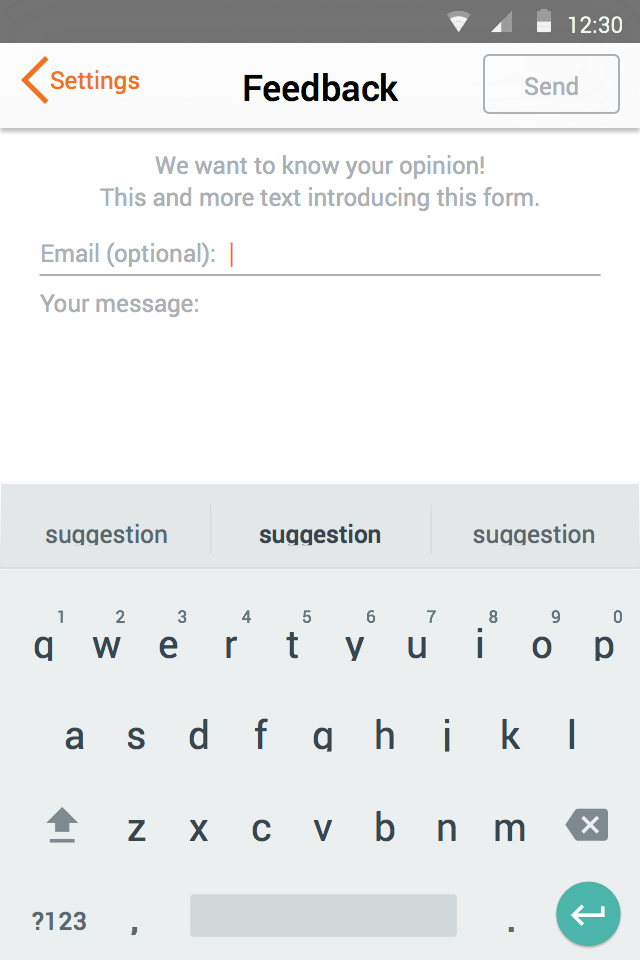 12:30
Settings
Feedback
Send
We want to know your opinion!
This and more text introducing this form.
Email (optional):
Your message:
suggestion suggestion suggestion
1 2 3 4 5 6 7 8 9 0
q w e r t y u i o p
a s d f g h j k l
z x c v b n m
?123 , .